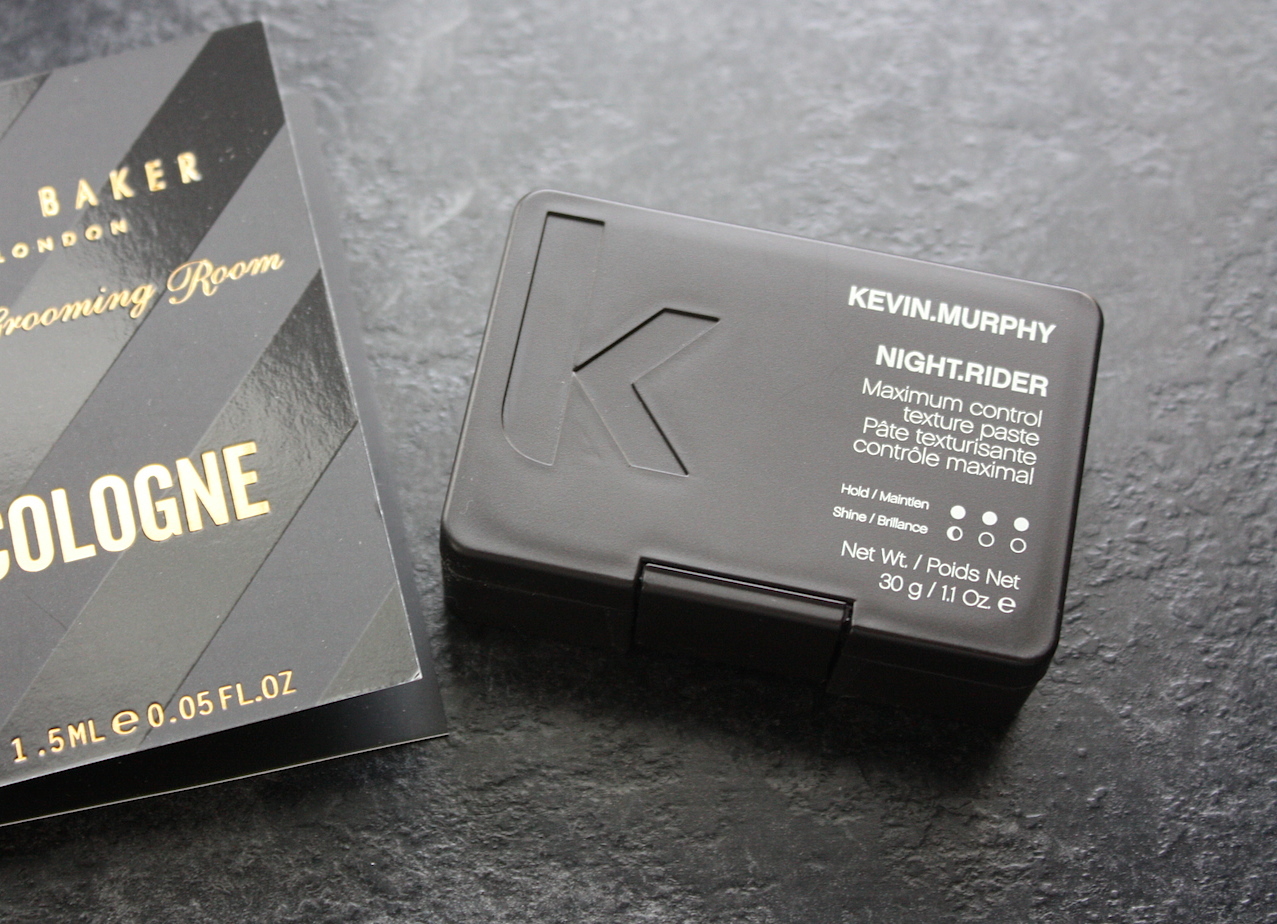 BAKER
LONDON
Grooming Room
COLOGNE
1.5ML e 0.05 FL.OZ
k
KEVIN.MURPHY
NIGHT.RIDER
Maximum control
texture paste
Pâte texturisante
contrôle maximal
Hold / Maintien
Shine / Brillance
Net Wt. / Poids Net
30 g / 1.1 Oz. e